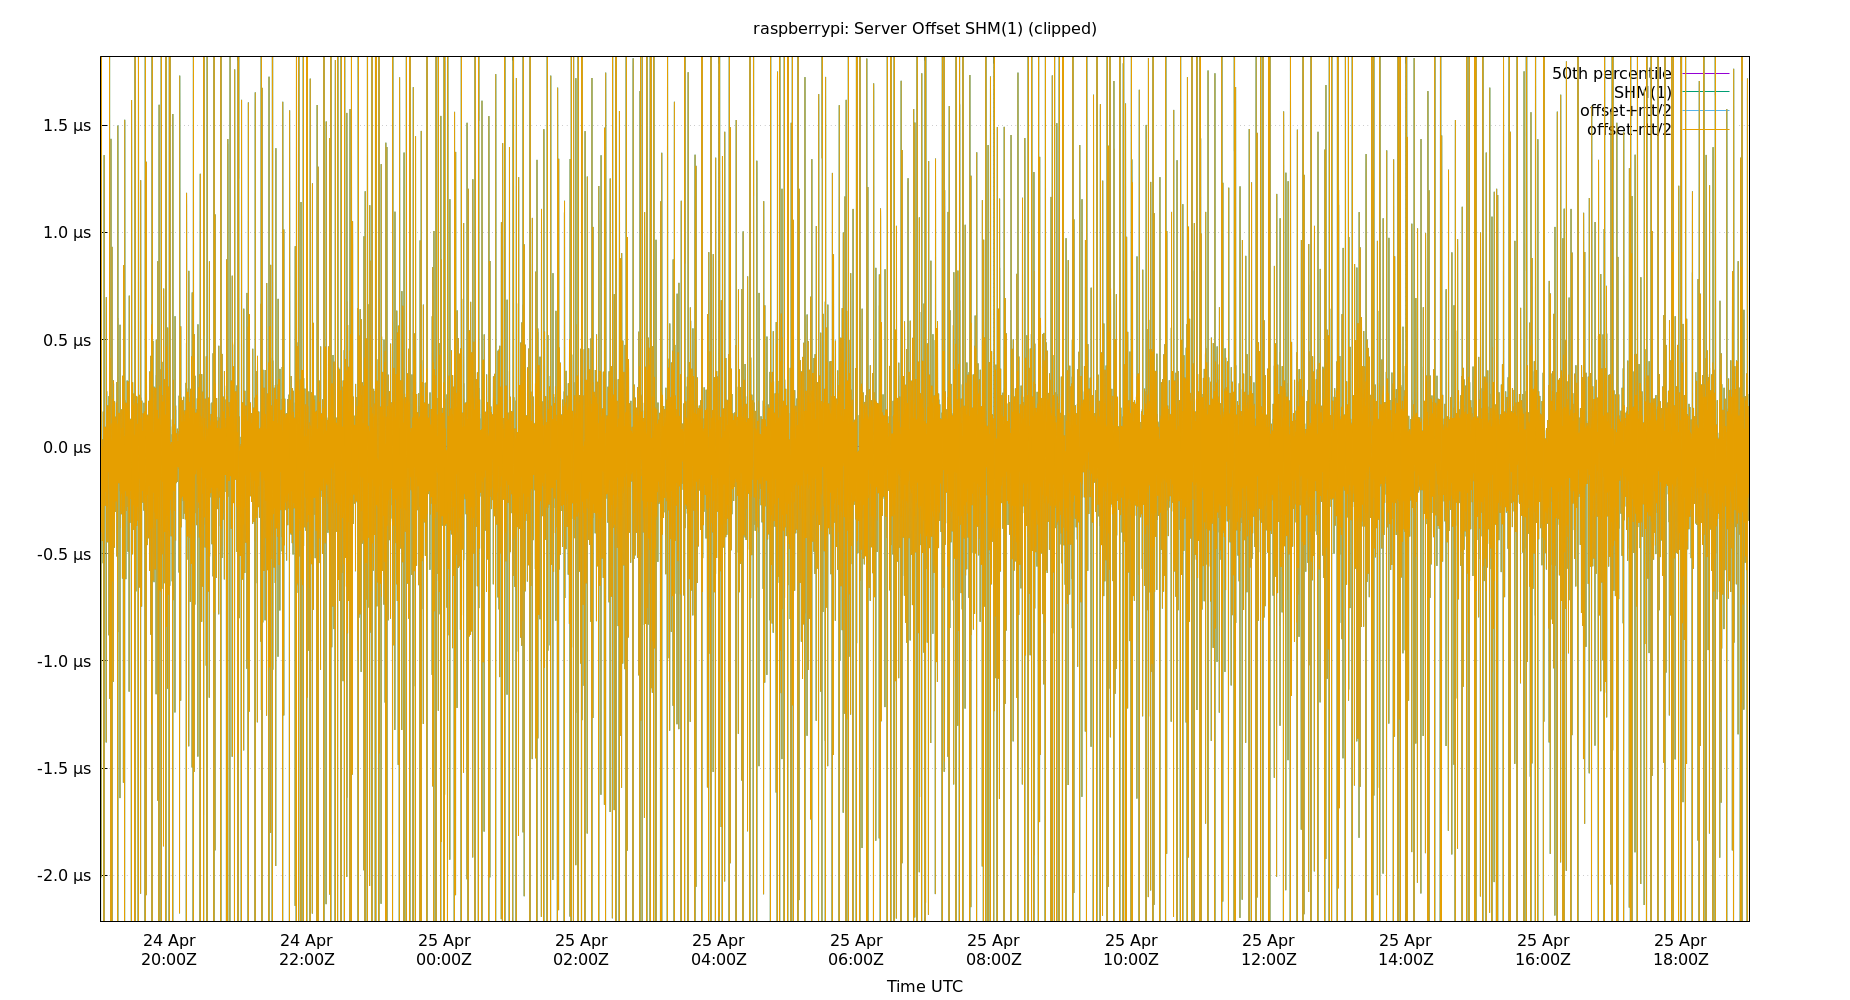 raspberrypi: Server Offset SHM(1) (clipped)
50th percentile
SHM(1)
offset+rtt/2
offset-rtt/2
1.5 µs
1.0 µs
0.5 µs
0.0 µs
-0.5 µs
-1.0 µs
-1.5 µs
-2.0 µs
24 Apr 24 Apr 25 Apr 25 Apr 25 Apr 25 Apr 25 Apr 25 Apr 25 Apr 25 Apr 25 Apr 25 Apr
20:00Z 22:00Z 00:00Z 02:00Z 04:00Z 06:00Z 08:00Z 10:00Z 12:00Z 14:00Z 16:00Z 18:00Z
Time UTC